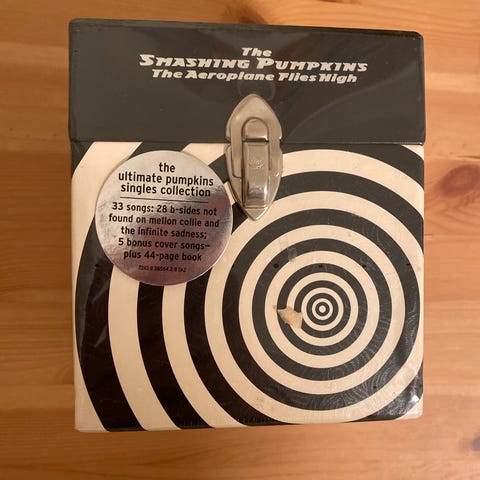 The
Smashing Pumpkins
The Aeroplane Flies High
the
ultimate pumpkins
singles collection
33 songs: 28 b-sides not
found on mellon collie and
the infinite sadness;
5 bonus cover songs—
plus 44-page book